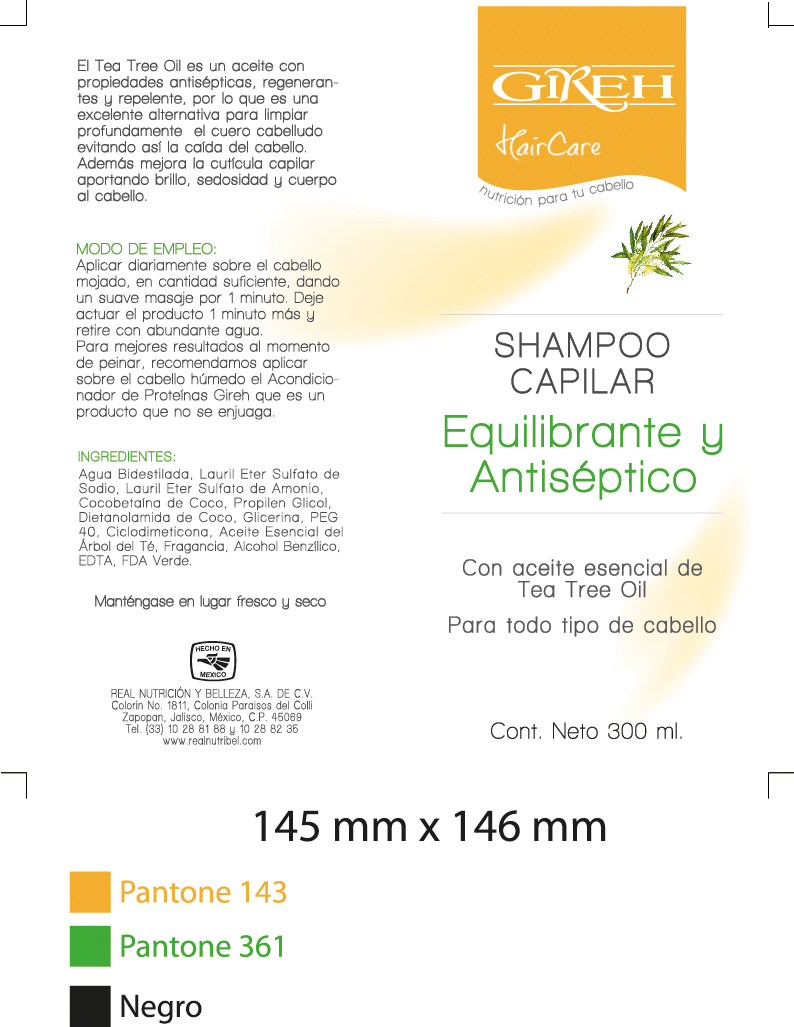 El Tea Tree Oil es un aceite con
propiedades antisépticas, regeneran-
tes y repelente, por lo que es una
excelente alternativa para limpiar
profundamente  el cuero cabelludo
evitando así la caída del cabello.
Además mejora la cutícula capilar
aportando brillo, sedosidad y cuerpo
al cabello.
MODO DE EMPLEO:
Aplicar diariamente sobre el cabello
mojado, en cantidad suficiente, dando
un suave masaje por 1 minuto. Deje
actuar el producto 1 minuto más y
retire con abundante agua.
Para mejores resultados al momento
de peinar, recomendamos aplicar
sobre el cabello húmedo el Acondicio-
nador de Proteínas Gireh que es un
producto que no se enjuaga.
INGREDIENTES:
Agua Bidestilada, Lauril Eter Sulfato de
Sodio, Lauril Eter Sulfato de Amonio,
Cocobetaína de Coco, Propilen Glicol,
Dietanolamida de Coco, Glicerina, PEG
40, Ciclodimeticona, Aceite Esencial del
Árbol del Té, Fragancia, Alcohol Benzílico,
EDTA, FDA Verde.
Manténgase en lugar fresco y seco
HECHO EN
MEXICO
REAL NUTRICIÓN Y BELLEZA, S.A. DE C.V.
Colorin No. 1811, Colonia Paraisos del Colli
Zapopan, Jalisco, México, C.P. 45069
Tel. (33) 10 28 81 88 y 10 28 82 35
www.realnutribel.com
GIREH
HairCare
nutrición para tu cabello
SHAMPOO
CAPILAR
Equilibrante y
Antiséptico
Con aceite esencial de
Tea Tree Oil
Para todo tipo de cabello
Cont. Neto 300 ml.
145 mm x 146 mm
Pantone 143
Pantone 361
Negro